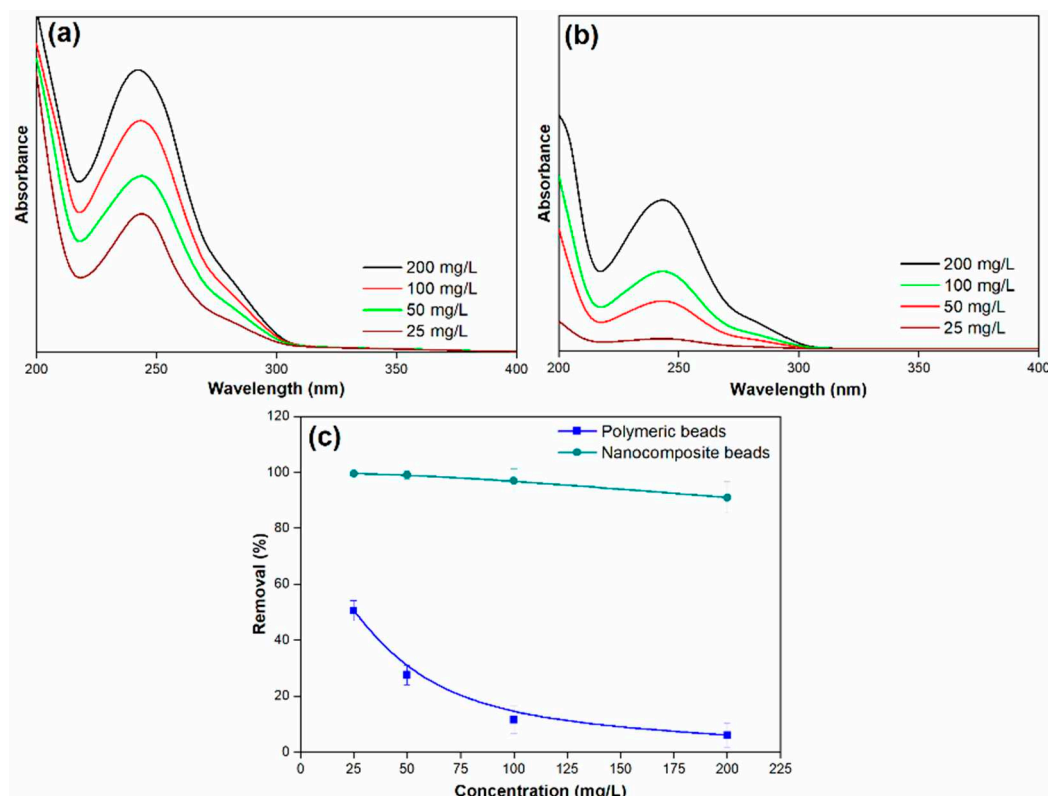 (a)
Absorbance
200 mg/L
100 mg/L
50 mg/L
25 mg/L
200 250 300 350 400
Wavelength (nm)
(b)
Absorbance
200 mg/L
100 mg/L
50 mg/L
25 mg/L
200 250 300 350 400
Wavelength (nm)
(c)
Polymeric beads
Nanocomposite beads
Removal (%)
120
100
80
60
40
20
0
0 25 50 75 100 125 150 175 200 225
Concentration (mg/L)